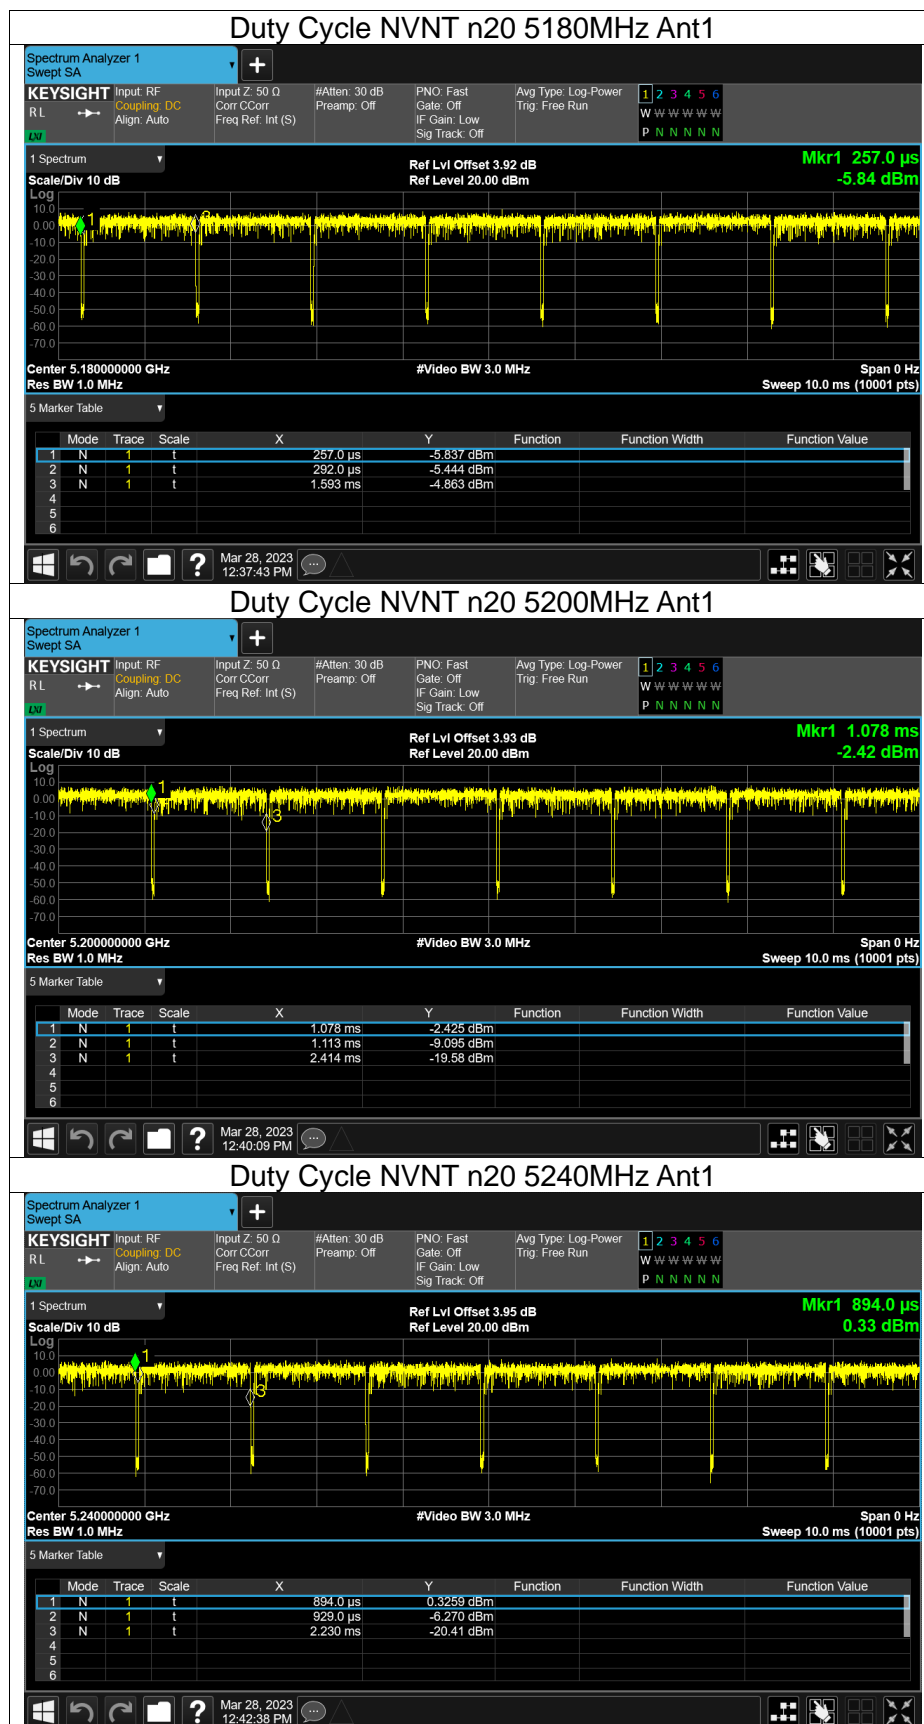 Duty Cycle NVNT n20 5180MHz Ant1
Spectrum Analyzer 1
Swept SA
+
KEYSIGHT Input: RF Input Z: 50 Ω #Atten: 30 dB PNO: Fast Avg Type: Log-Power 1 2 3 4 5 6
R L Coupling: DC Corr CCorr Preamp: Off Gate: Off Trig: Free Run W W W W W W
Align: Auto Freq Ref: Int (S) IF Gain: Low
LXI Sig Track: Off P N N N N N
1 Spectrum Ref Lvl Offset 3.92 dB Mkr1 257.0 µs
Scale/Div 10 dB Ref Level 20.00 dBm -5.84 dBm
Log
10.0 1 3
0.00
-10.0
-20.0
-30.0
-40.0
-50.0
-60.0
-70.0
Center 5.180000000 GHz #Video BW 3.0 MHz Span 0 Hz
Res BW 1.0 MHz Sweep 10.0 ms (10001 pts)
5 Marker Table
Mode Trace Scale X Y Function Function Width Function Value
1 N 1 t 257.0 µs -5.837 dBm
2 N 1 t 292.0 µs -5.444 dBm
3 N 1 t 1.593 ms -4.863 dBm
4
5
6
? Mar 28, 2023
12:37:43 PM
Duty Cycle NVNT n20 5200MHz Ant1
Spectrum Analyzer 1
Swept SA
+
KEYSIGHT Input: RF Input Z: 50 Ω #Atten: 30 dB PNO: Fast Avg Type: Log-Power 1 2 3 4 5 6
R L Coupling: DC Corr CCorr Preamp: Off Gate: Off Trig: Free Run W W W W W W
Align: Auto Freq Ref: Int (S) IF Gain: Low
LXI Sig Track: Off P N N N N N
1 Spectrum Ref Lvl Offset 3.93 dB Mkr1 1.078 ms
Scale/Div 10 dB Ref Level 20.00 dBm -2.42 dBm
Log
10.0 1
0.00
-10.0 3
-20.0
-30.0
-40.0
-50.0
-60.0
-70.0
Center 5.200000000 GHz #Video BW 3.0 MHz Span 0 Hz
Res BW 1.0 MHz Sweep 10.0 ms (10001 pts)
5 Marker Table
Mode Trace Scale X Y Function Function Width Function Value
1 N 1 t 1.078 ms -2.425 dBm
2 N 1 t 1.113 ms -9.095 dBm
3 N 1 t 2.414 ms -19.58 dBm
4
5
6
? Mar 28, 2023
12:40:09 PM
Duty Cycle NVNT n20 5240MHz Ant1
Spectrum Analyzer 1
Swept SA
+
KEYSIGHT Input: RF Input Z: 50 Ω #Atten: 30 dB PNO: Fast Avg Type: Log-Power 1 2 3 4 5 6
R L Coupling: DC Corr CCorr Preamp: Off Gate: Off Trig: Free Run W W W W W W
Align: Auto Freq Ref: Int (S) IF Gain: Low
LXI Sig Track: Off P N N N N N
1 Spectrum Ref Lvl Offset 3.95 dB Mkr1 894.0 µs
Scale/Div 10 dB Ref Level 20.00 dBm 0.33 dBm
Log
10.0 1
0.00
-10.0 3
-20.0
-30.0
-40.0
-50.0
-60.0
-70.0
Center 5.240000000 GHz #Video BW 3.0 MHz Span 0 Hz
Res BW 1.0 MHz Sweep 10.0 ms (10001 pts)
5 Marker Table
Mode Trace Scale X Y Function Function Width Function Value
1 N 1 t 894.0 µs 0.3259 dBm
2 N 1 t 929.0 µs -6.270 dBm
3 N 1 t 2.230 ms -20.41 dBm
4
5
6
? Mar 28, 2023
12:42:38 PM